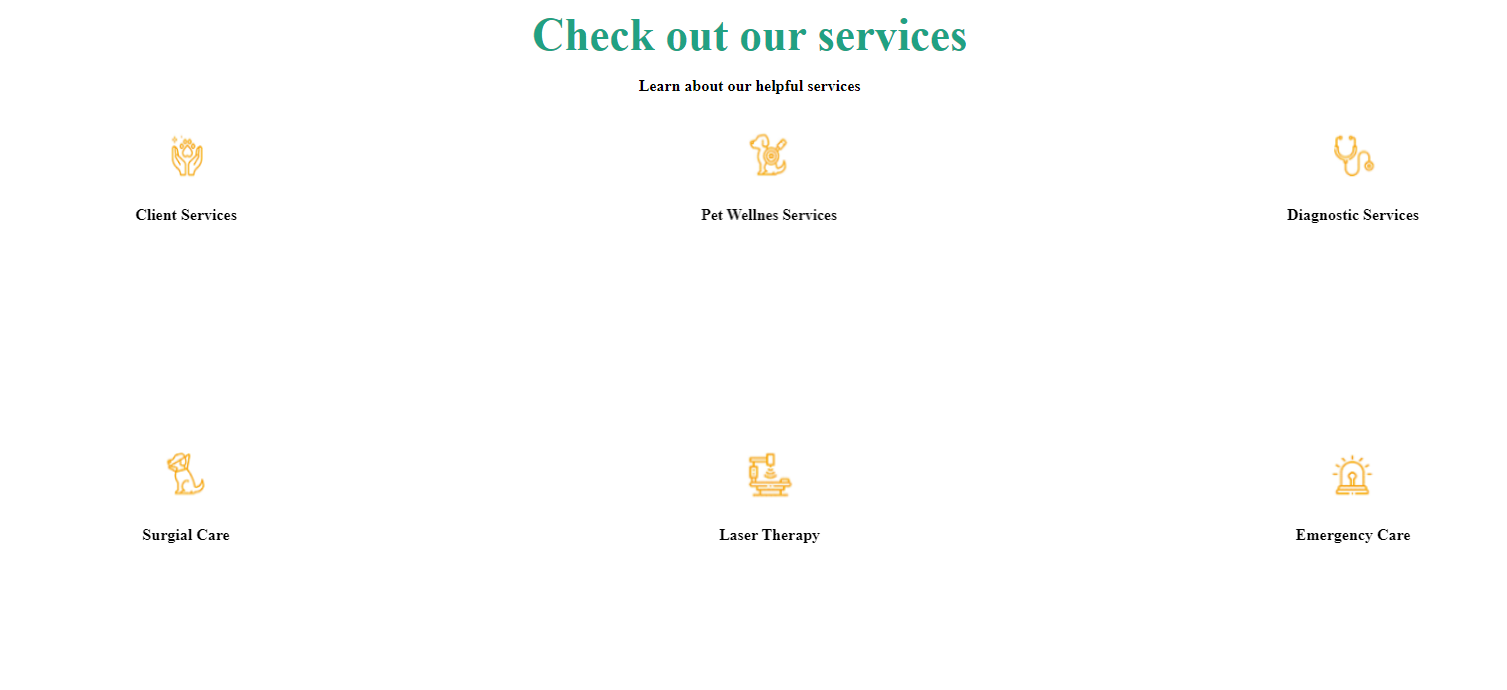 Check out our services
Learn about our helpful services
Client Services
Pet Wellnes Services
Diagnostic Services
Surgial Care
Laser Therapy
Emergency Care